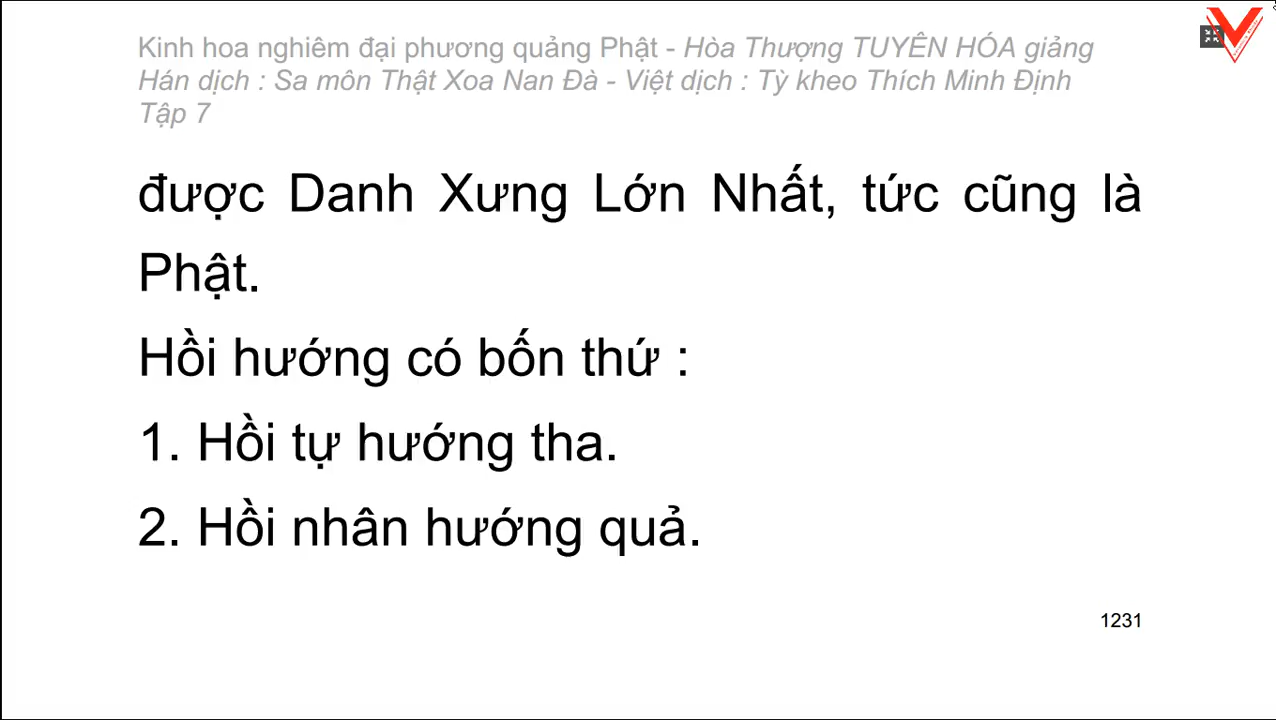 Kinh hoa nghiêm đại phương quảng Phật - Hòa Thượng TUYÊN HÓA giảng
Hán dịch : Sa môn Thật Xoa Nan Đà - Việt dịch : Tỳ kheo Thích Minh Định
Tập 7
được Danh Xưng Lớn Nhất, tức cũng là
Phật.
Hồi hướng có bốn thứ :
1. Hồi tự hướng tha.
2. Hồi nhân hướng quả.
1231